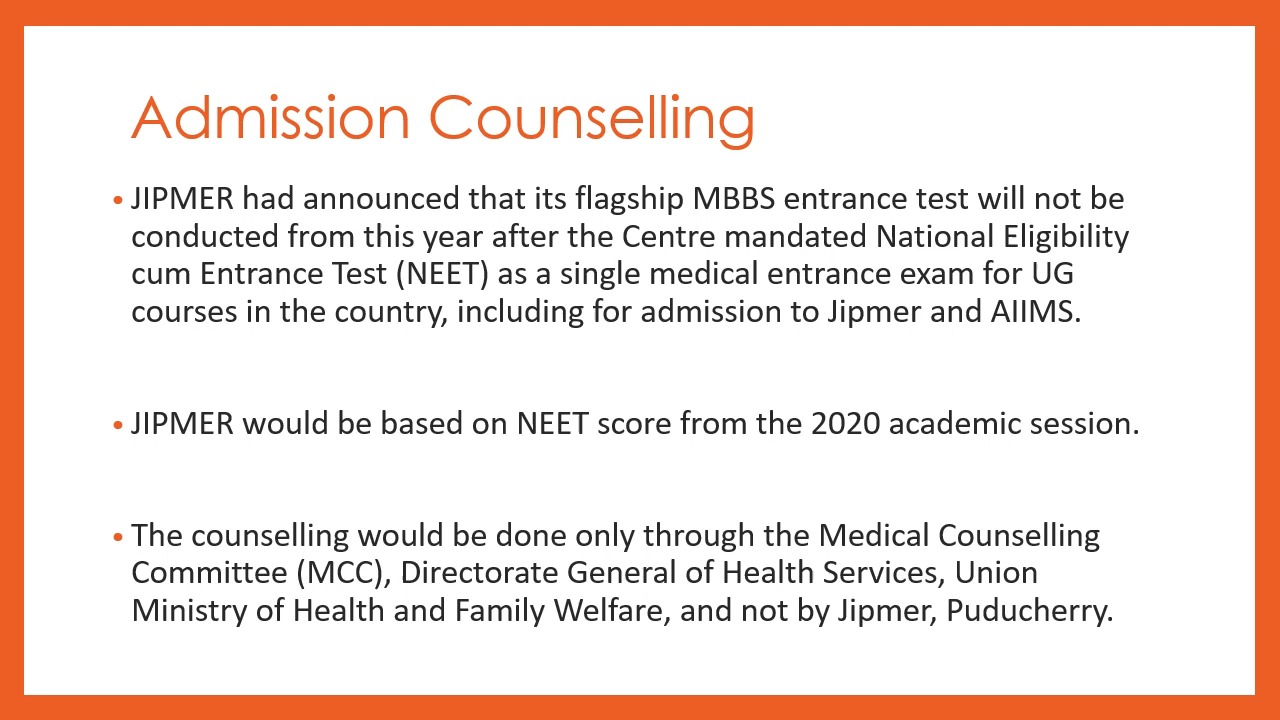 Admission Counselling
• JIPMER had announced that its flagship MBBS entrance test will not be
conducted from this year after the Centre mandated National Eligibility
cum Entrance Test (NEET) as a single medical entrance exam for UG
courses in the country, including for admission to Jipmer and AIIMS.
• JIPMER would be based on NEET score from the 2020 academic session.
• The counselling would be done only through the Medical Counselling
Committee (MCC), Directorate General of Health Services, Union
Ministry of Health and Family Welfare, and not by Jipmer, Puducherry.